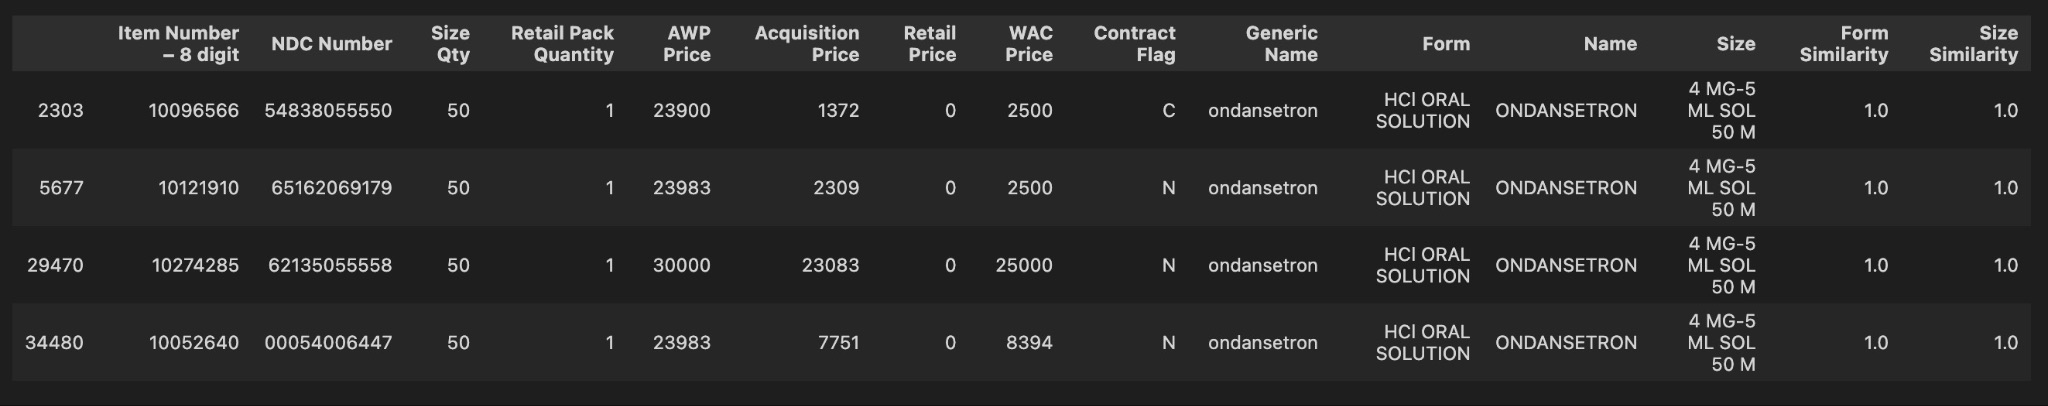 Item Number – 8 digit NDC Number Size Qty Retail Pack Quantity AWP Price Acquisition Price Retail Price WAC Price Contract Flag Generic Name Form Name Size Form Similarity Size Similarity
2303 10096566 54838055550 50 1 23900 1372 0 2500 C ondansetron HCl ORAL SOLUTION ONDANSETRON 4 MG-5 ML SOL 50 M 1.0 1.0
5677 10121910 65162069179 50 1 23983 2309 0 2500 N ondansetron HCl ORAL SOLUTION ONDANSETRON 4 MG-5 ML SOL 50 M 1.0 1.0
29470 10274285 62135055558 50 1 30000 23083 0 25000 N ondansetron HCl ORAL SOLUTION ONDANSETRON 4 MG-5 ML SOL 50 M 1.0 1.0
34480 10052640 00054006447 50 1 23983 7751 0 8394 N ondansetron HCl ORAL SOLUTION ONDANSETRON 4 MG-5 ML SOL 50 M 1.0 1.0